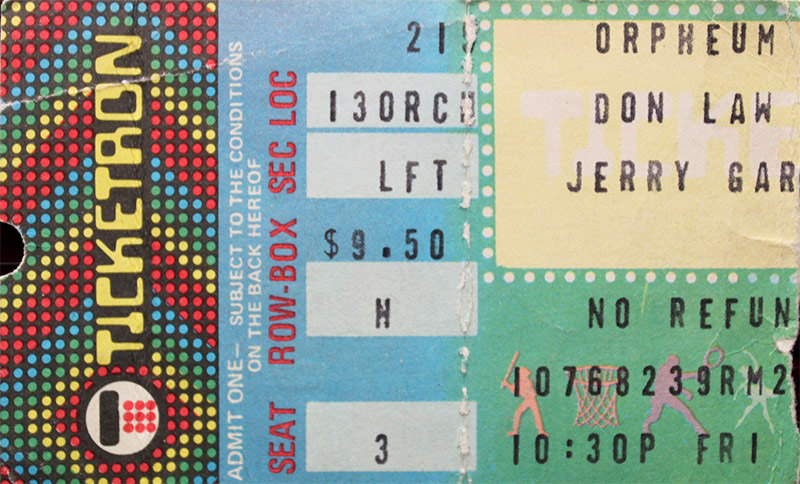 TICKETRON
ADMIT ONE — SUBJECT TO THE CONDITIONS
ON THE BACK HEREOF
SEAT ROW-BOX SEC LOC
130RCH
LFT
$9.50
H
3
ORPHEUM
DON LAW
JERRY GAR
NO REFUN
10768239RM2
10:30P FRI